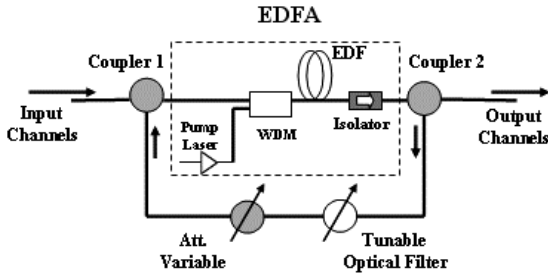 EDFA
Coupler 1
EDF
Coupler 2
Input
Channels
Pump
Laser
WDM
Isolator
Output
Channels
Att.
Variable
Tunable
Optical Filter